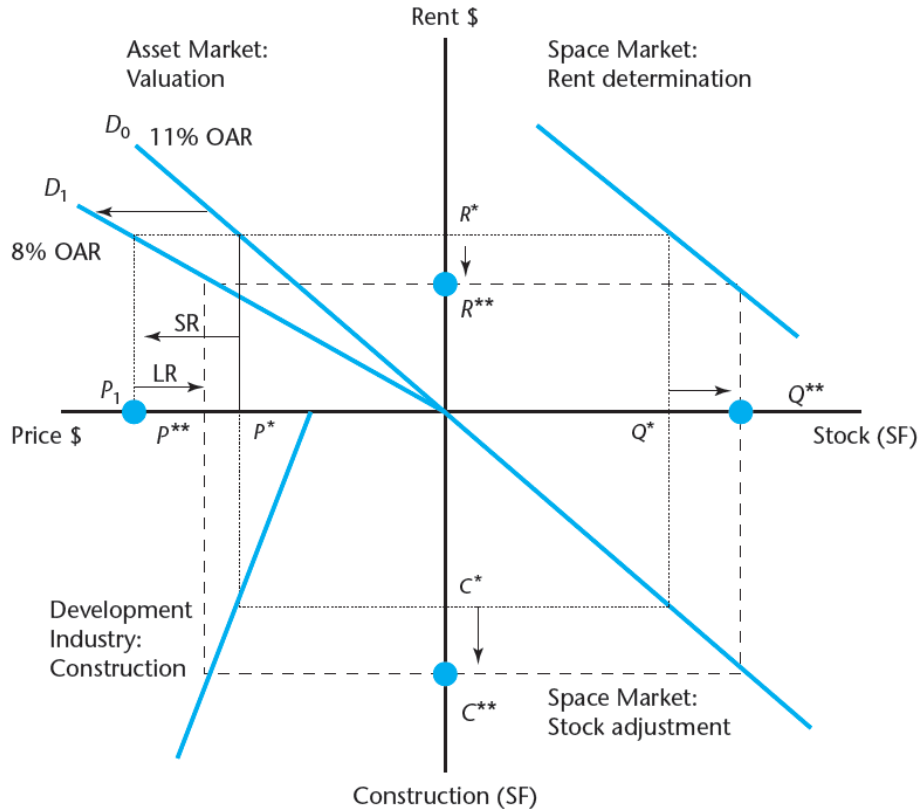 Rent $
Asset Market:
Valuation
Space Market:
Rent determination
D0
11% OAR
D1
R*
8% OAR
R**
SR
LR
P1
Q**
Price $
P**
P*
Q*
Stock (SF)
C*
Development
Industry:
Construction
Space Market:
Stock adjustment
C**
Construction (SF)